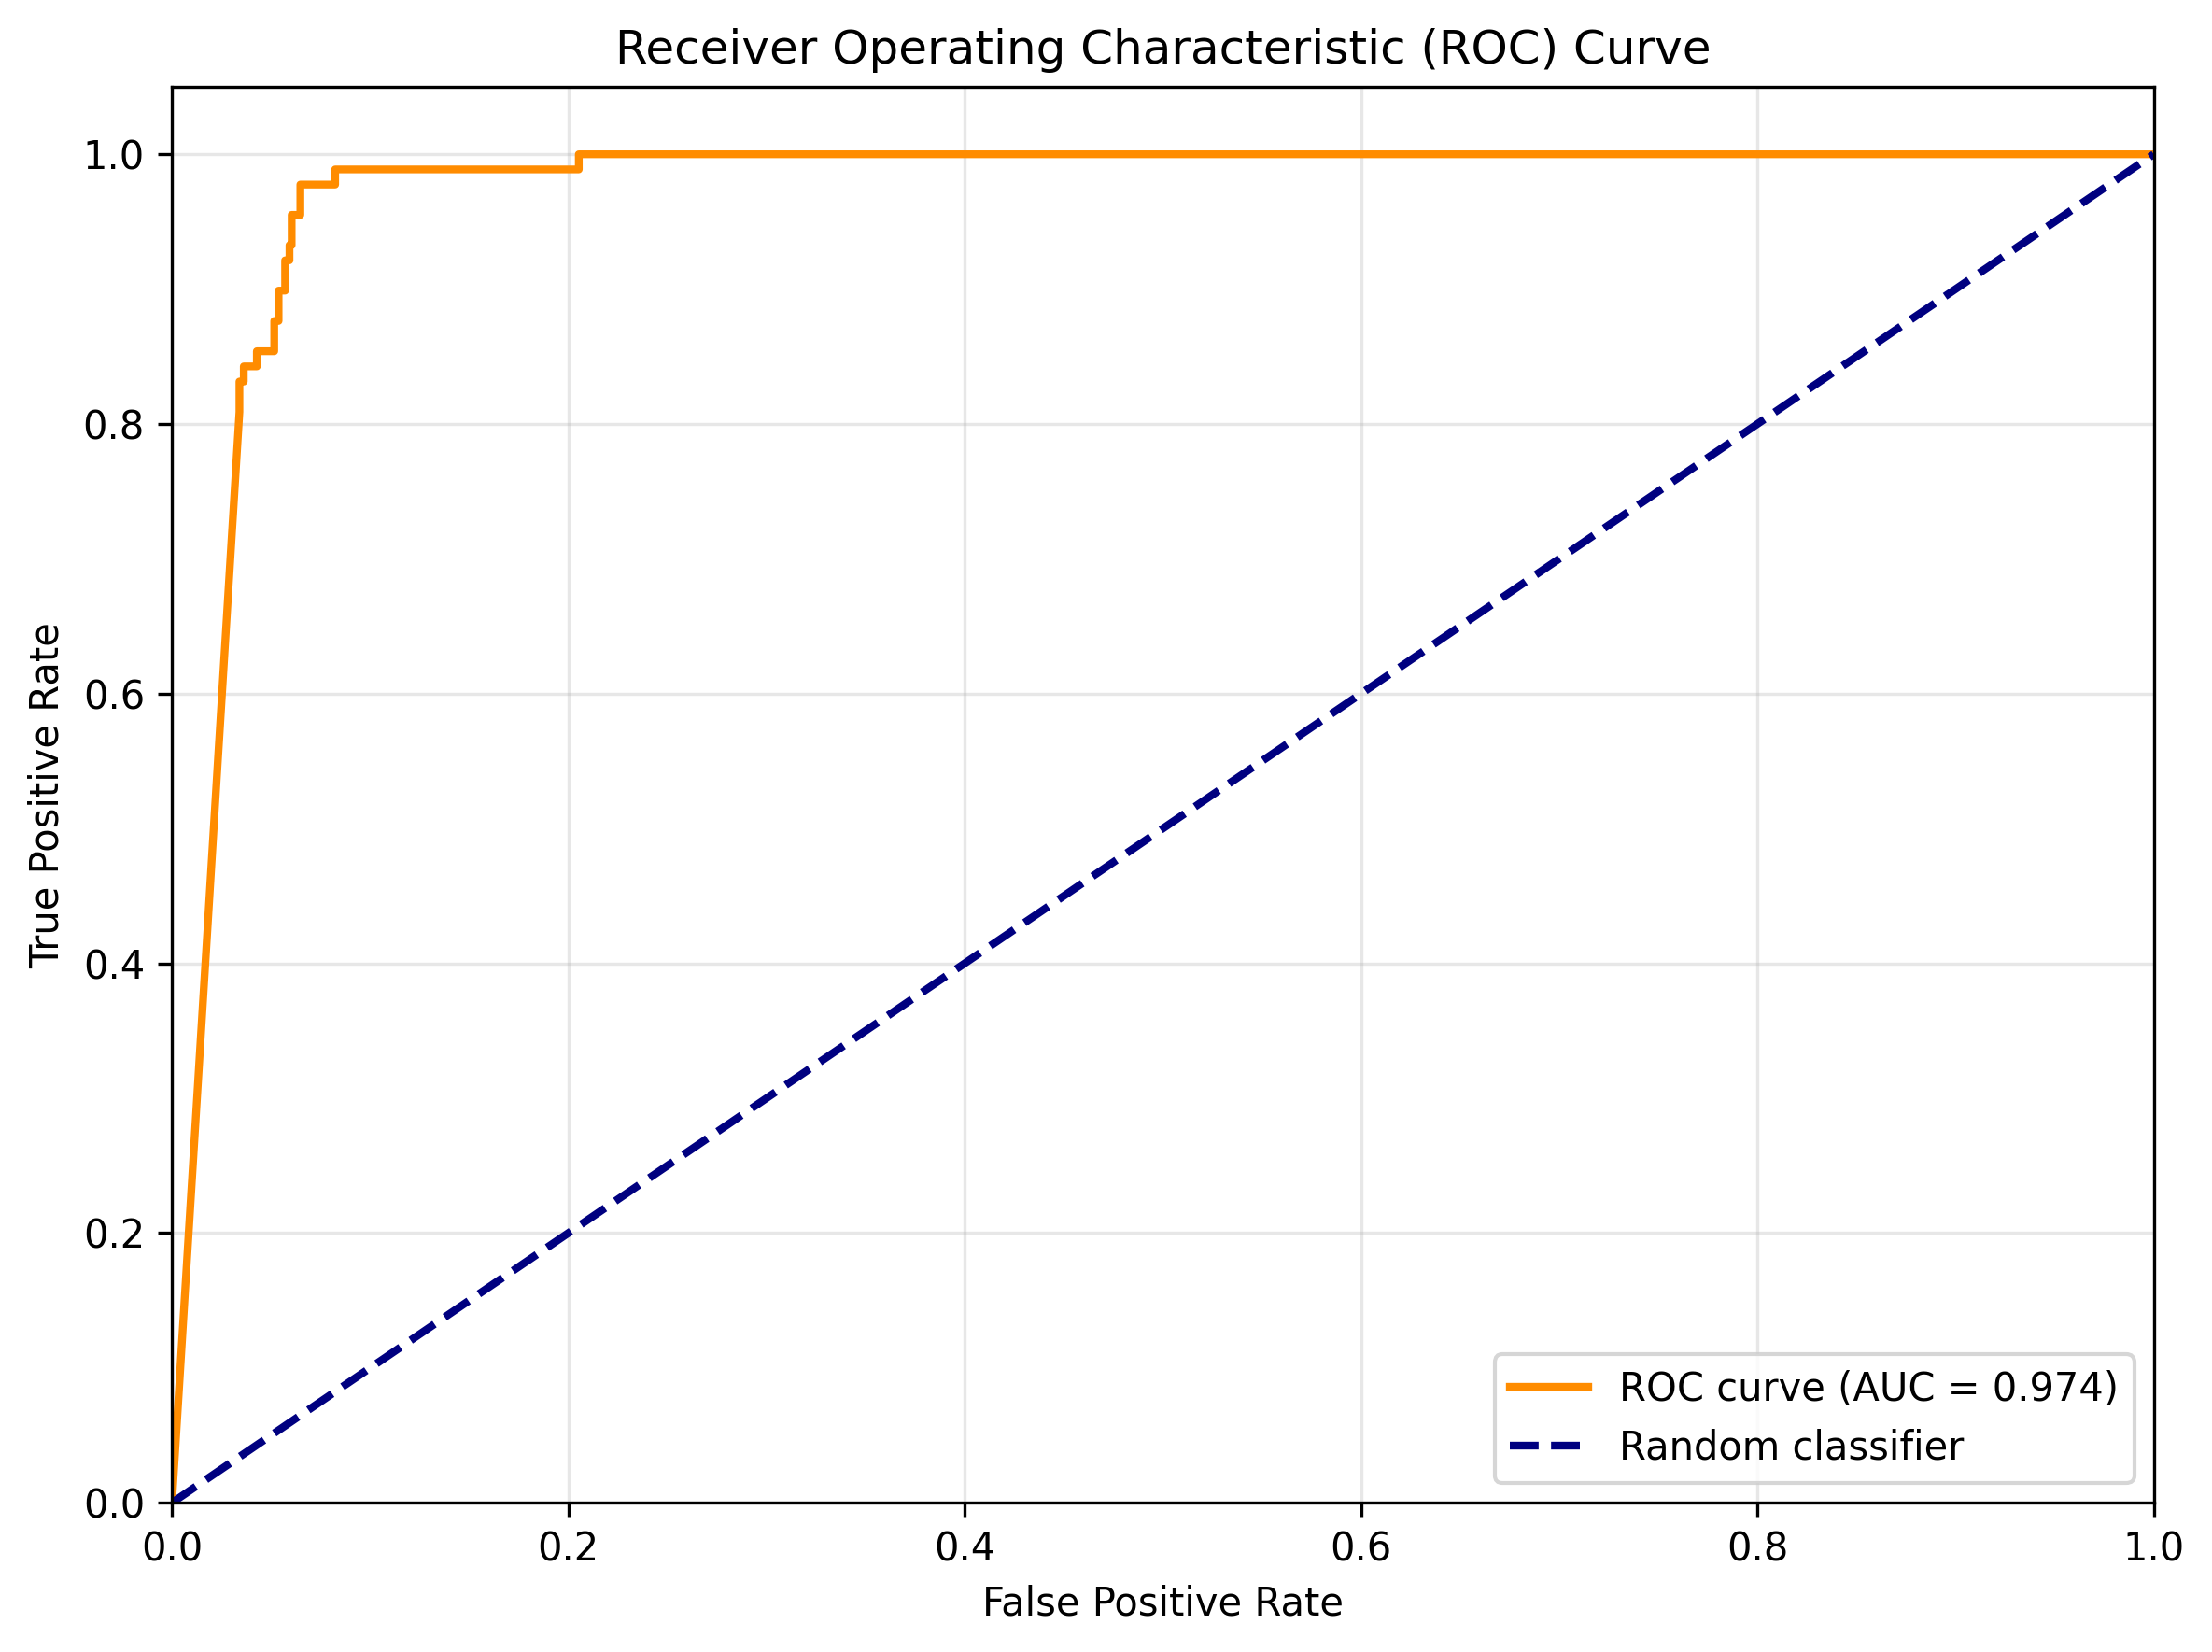 Receiver Operating Characteristic (ROC) Curve
1.0
0.8
0.6
0.4
0.2
0.0
True Positive Rate
0.0 0.2 0.4 0.6 0.8 1.0
False Positive Rate
ROC curve (AUC = 0.974)
Random classifier